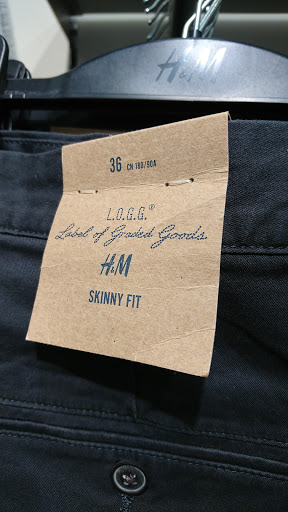 H&M
36 CN 180/90A
L.O.G.G.®
Label of Graded Goods
H&M
SKINNY FIT